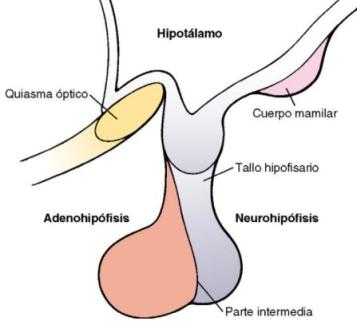 Hipotálamo
Quiasma óptico
Cuerpo mamilar
Tallo hipofisario
Adenohipófisis
Neurohipófisis
Parte intermedia